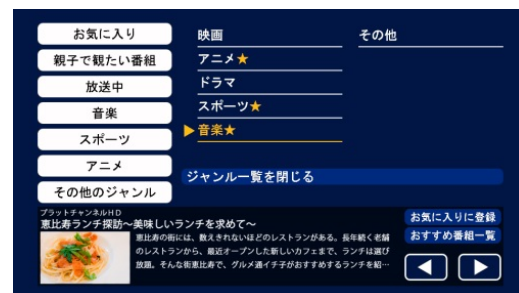 お気に入り
親子で観たい番組
放送中
音楽
スポーツ
アニメ
その他のジャンル
映画
アニメ★
ドラマ
スポーツ★
▶音楽★
その他
ジャンル一覧を閉じる
プラットチャンネルHD
恵比寿ランチ探訪～美味しいランチを求めて～
恵比寿の街には、数えきれないほどのレストランがある。長年続く老舗
のレストランから、最近オープンした新しいカフェまで、ランチは選び
放題。そんな街恵比寿で、グルメ通イチ子がおすすめするランチを紹…
お気に入りに登録
おすすめ番組一覧